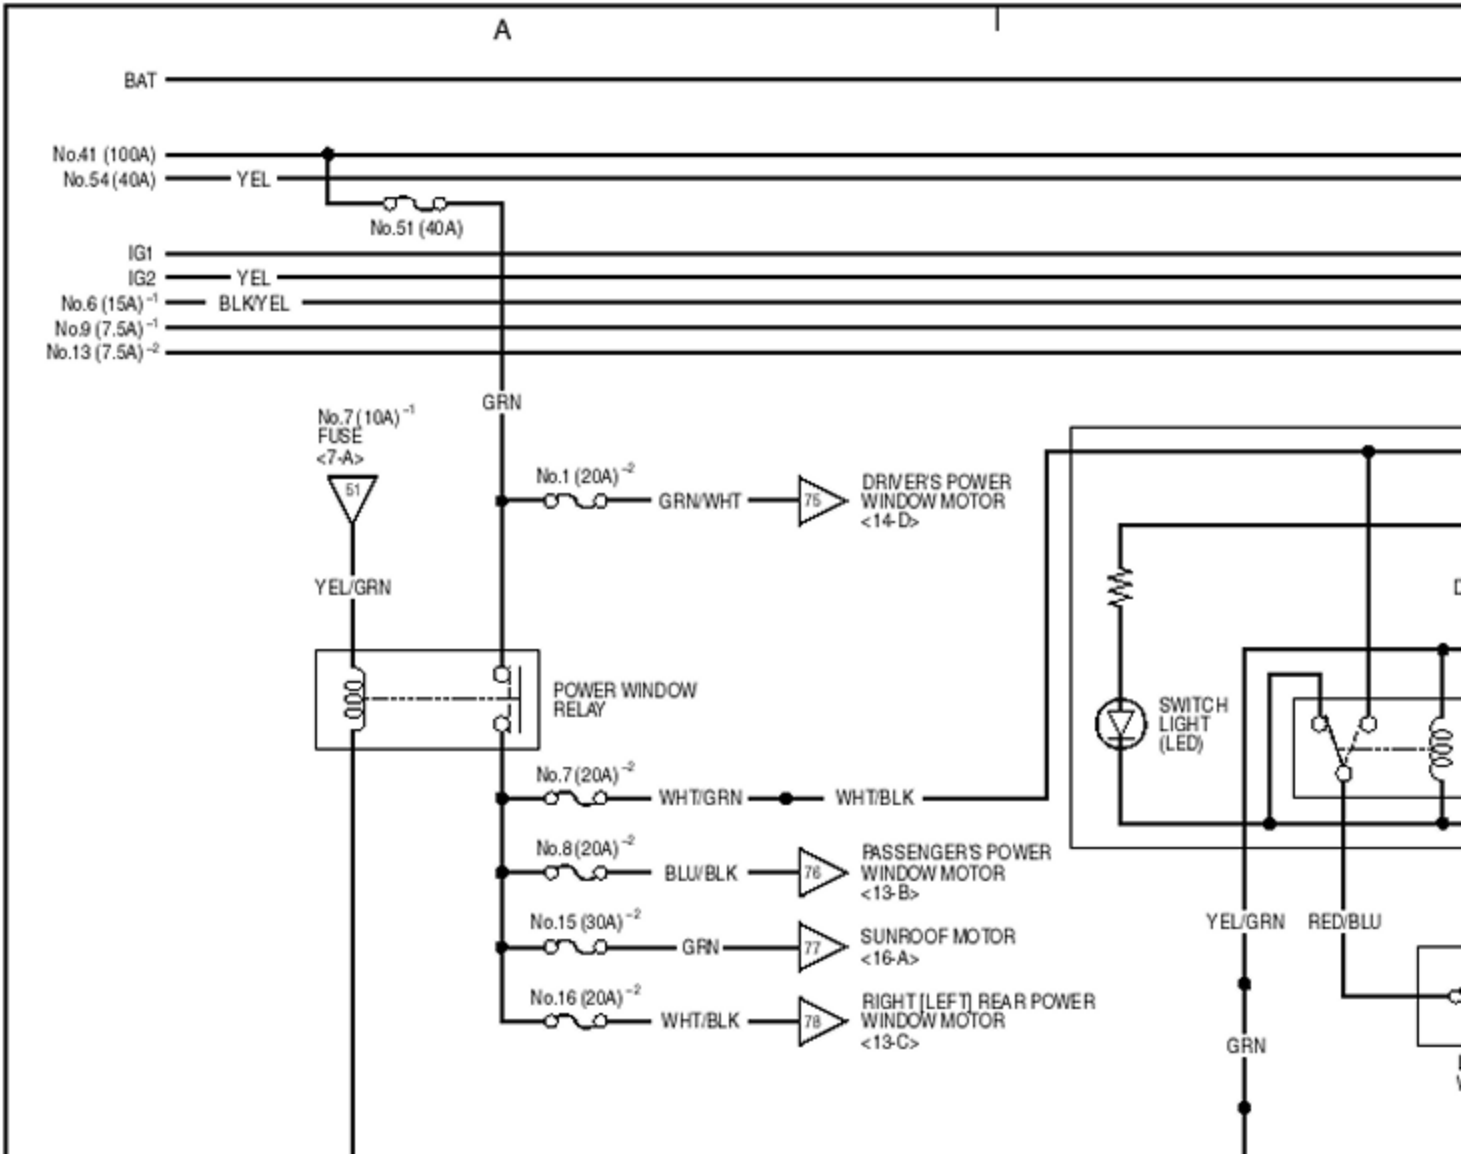 A
BAT
No.41 (100A)
No.54 (40A)
YEL
No.51 (40A)
IG1
IG2
YEL
No.6 (15A) -1
BLK/YEL
No.9 (7.5A) -1
No.13 (7.5A) -2
GRN
No.7 (10A) -1
FUSE
<7-A>
51
YEL/GRN
No.1 (20A) -2
GRN/WHT
75
DRIVER'S POWER
WINDOW MOTOR
<14-D>
POWER WINDOW
RELAY
SWITCH
LIGHT
(LED)
No.7 (20A) -2
WHT/GRN
WHT/BLK
No.8 (20A) -2
BLU/BLK
76
PASSENGER'S POWER
WINDOW MOTOR
<13-B>
No.15 (30A) -2
GRN
77
SUNROOF MOTOR
<16-A>
YEL/GRN
RED/BLU
No.16 (20A) -2
WHT/BLK
78
RIGHT [LEFT] REAR POWER
WINDOW MOTOR
<13-C>
GRN